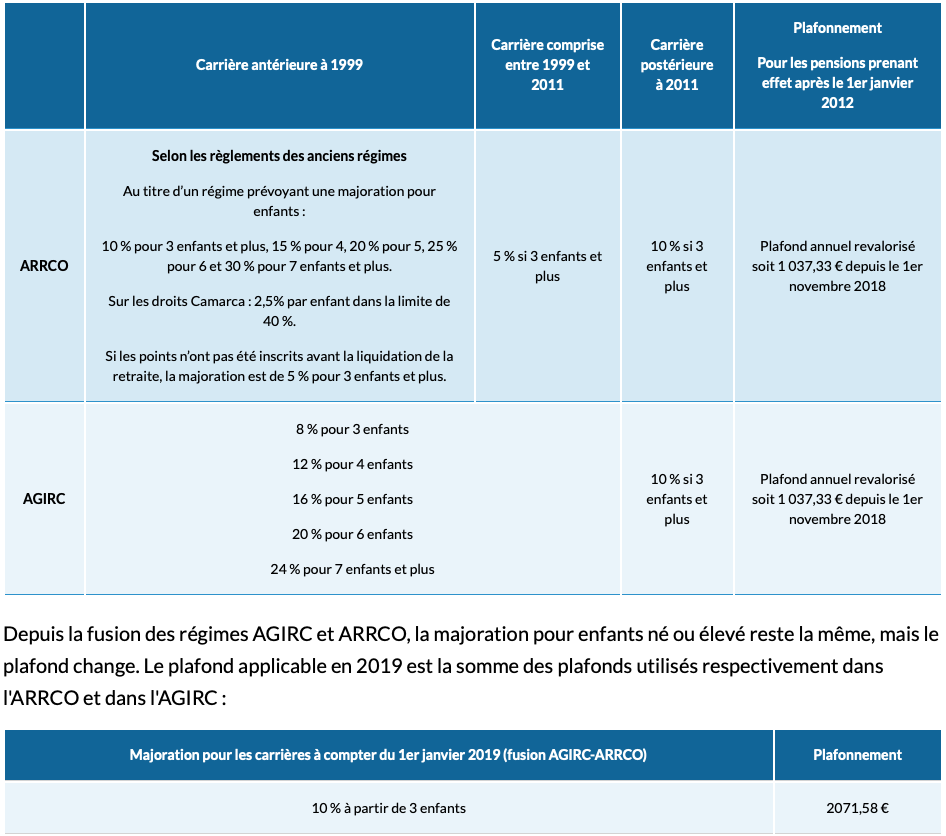 Carrière antérieure à 1999
Carrière comprise
entre 1999 et
2011
Carrière
postérieure
à 2011
Plafonnement
Pour les pensions prenant
effet après le 1er janvier
2012
ARRCO
Selon les règlements des anciens régimes
Au titre d'un régime prévoyant une majoration pour
enfants :
10 % pour 3 enfants et plus, 15 % pour 4, 20 % pour 5, 25 %
pour 6 et 30 % pour 7 enfants et plus.
Sur les droits Camarca : 2,5% par enfant dans la limite de
40 %.
Si les points n'ont pas été inscrits avant la liquidation de la
retraite, la majoration est de 5 % pour 3 enfants et plus.
5 % si 3 enfants et
plus
10 % si 3
enfants et
plus
Plafond annuel revalorisé
soit 1 037,33 € depuis le 1er
novembre 2018
AGIRC
8 % pour 3 enfants
12 % pour 4 enfants
16 % pour 5 enfants
20 % pour 6 enfants
24 % pour 7 enfants et plus
10 % si 3
enfants et
plus
Plafond annuel revalorisé
soit 1 037,33 € depuis le 1er
novembre 2018
Depuis la fusion des régimes AGIRC et ARRCO, la majoration pour enfants né ou élevé reste la même, mais le
plafond change. Le plafond applicable en 2019 est la somme des plafonds utilisés respectivement dans
l'ARRCO et dans l'AGIRC :
Majoration pour les carrières à compter du 1er janvier 2019 (fusion AGIRC-ARRCO)
Plafonnement
10 % à partir de 3 enfants
2071,58 €